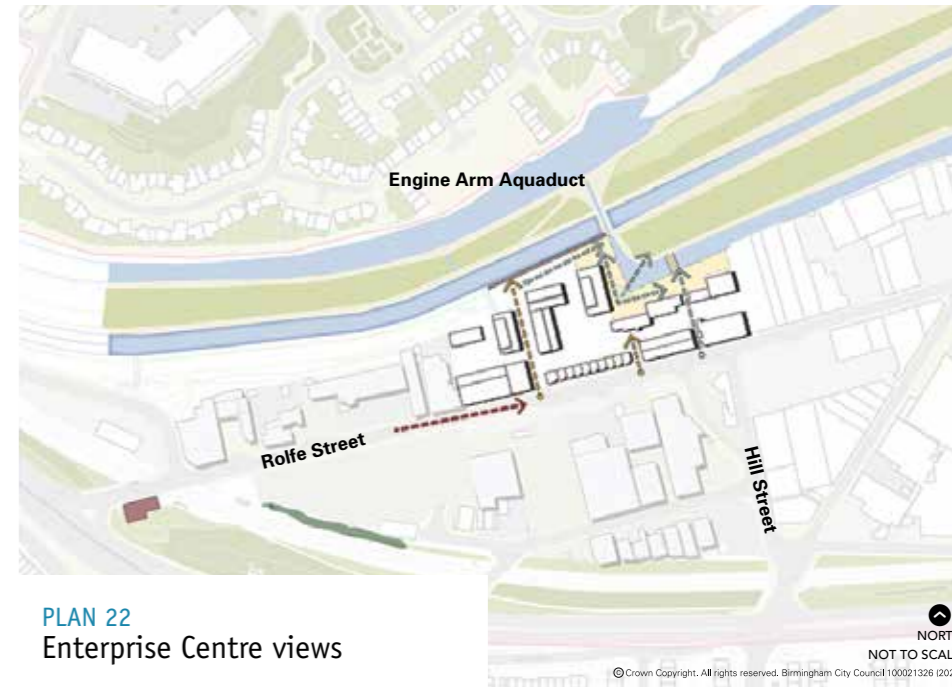 Engine Arm Aquaduct
Rolfe Street
Hill Street
PLAN 22
Enterprise Centre views
NORT
NOT TO SCAL
© Crown Copyright. All rights reserved. Birmingham City Council 100021326 (202